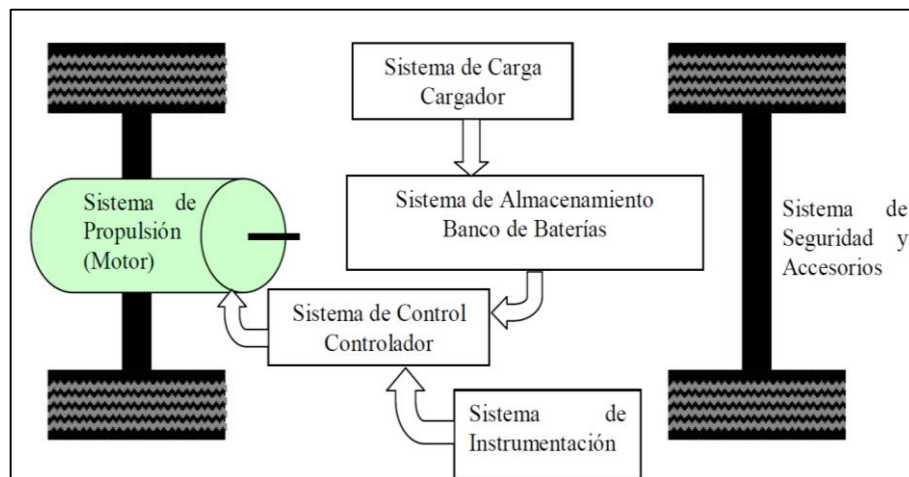 Sistema de Carga
Cargador
Sistema de
Propulsión
(Motor)
Sistema de Almacenamiento
Banco de Baterías
Sistema de
Seguridad y
Accesorios
Sistema de Control
Controlador
Sistema de
Instrumentación